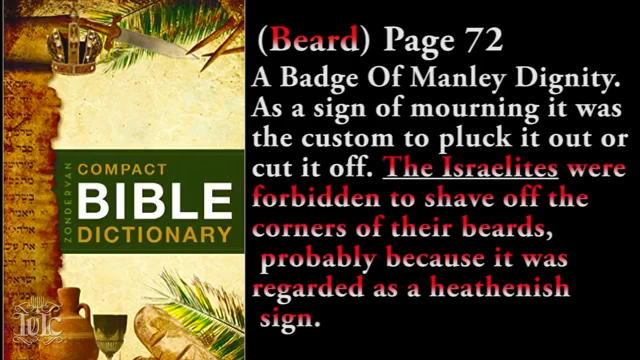 ZONDERVAN
COMPACT
BIBLE
DICTIONARY
(Beard) Page 72
A Badge Of Manley Dignity.
As a sign of mourning it was
the custom to pluck it out or
cut it off. The Israelites were
forbidden to shave off the
corners of their beards,
probably because it was
regarded as a heathenish
sign.
IUIC